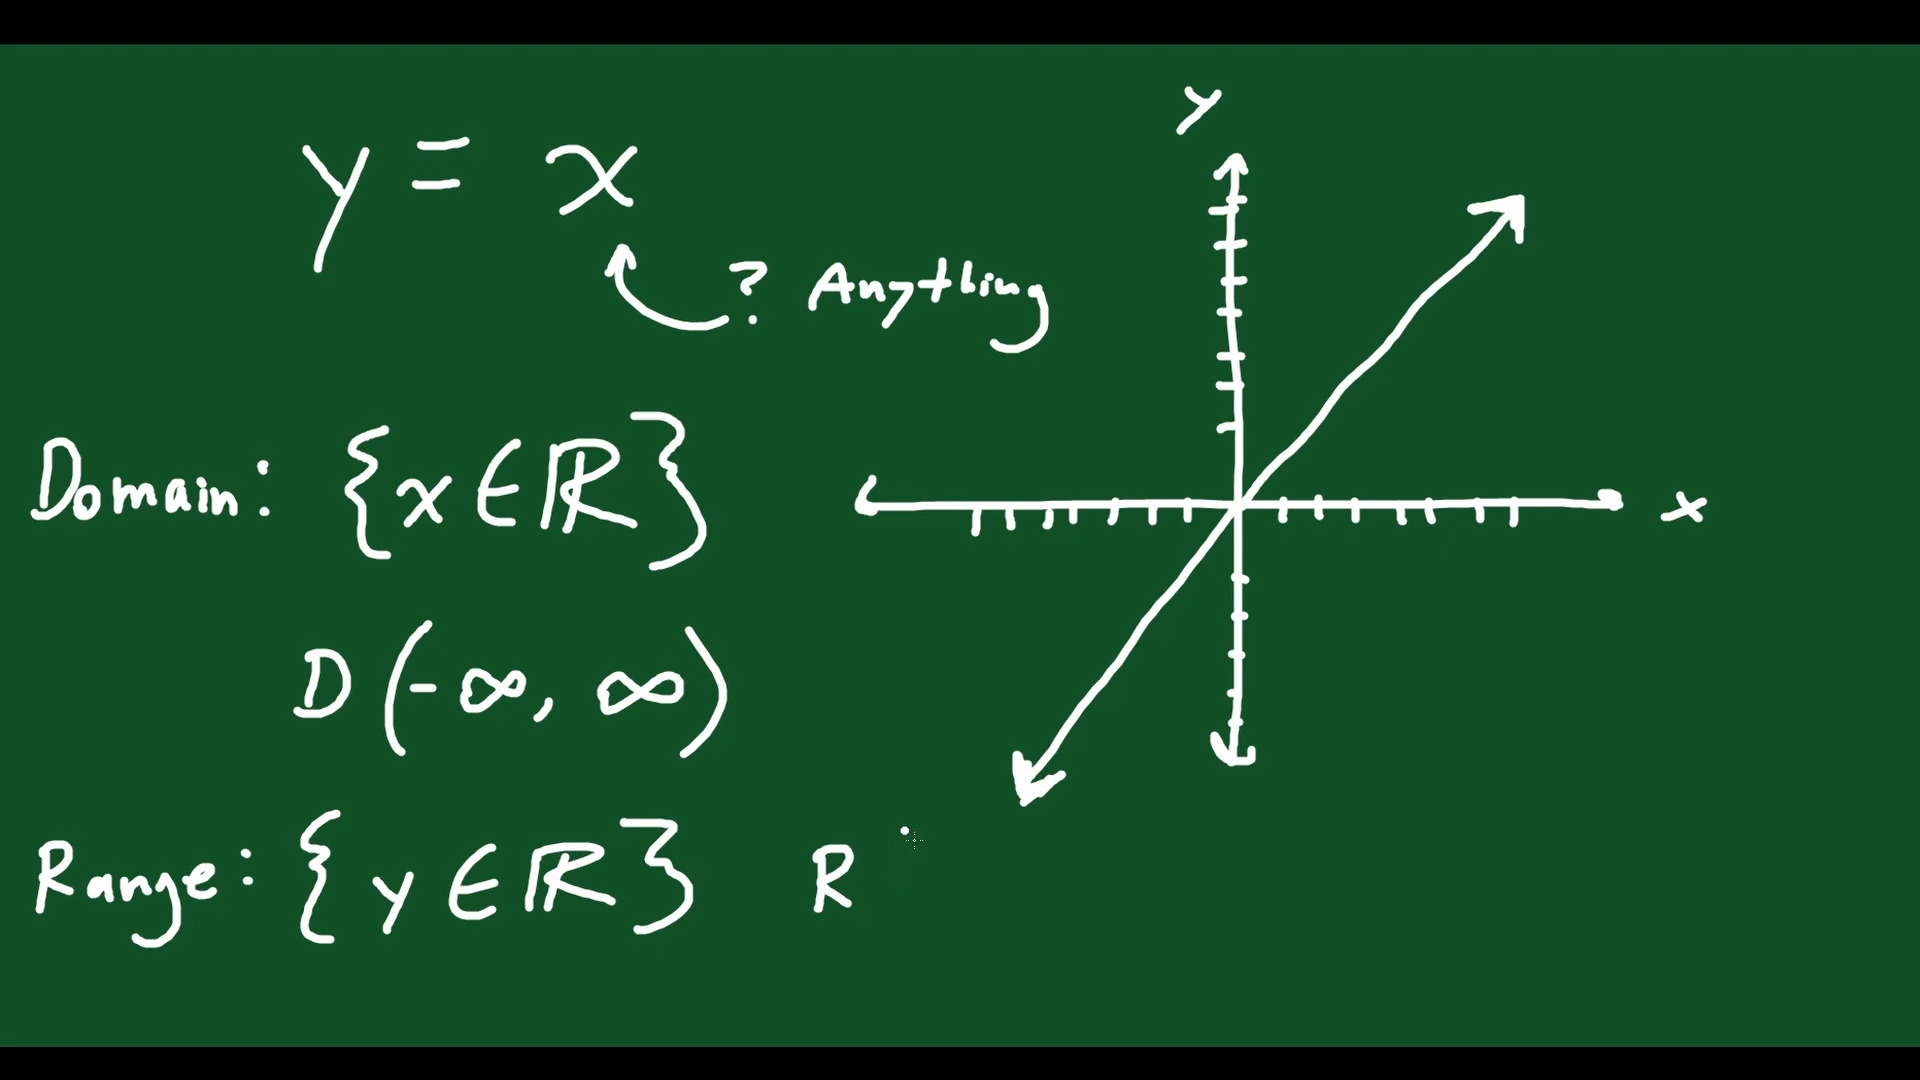 y
y = x
? Anything
Domain: {x ∈ ℝ}
x
D (-∞, ∞)
Range: {y ∈ ℝ} R